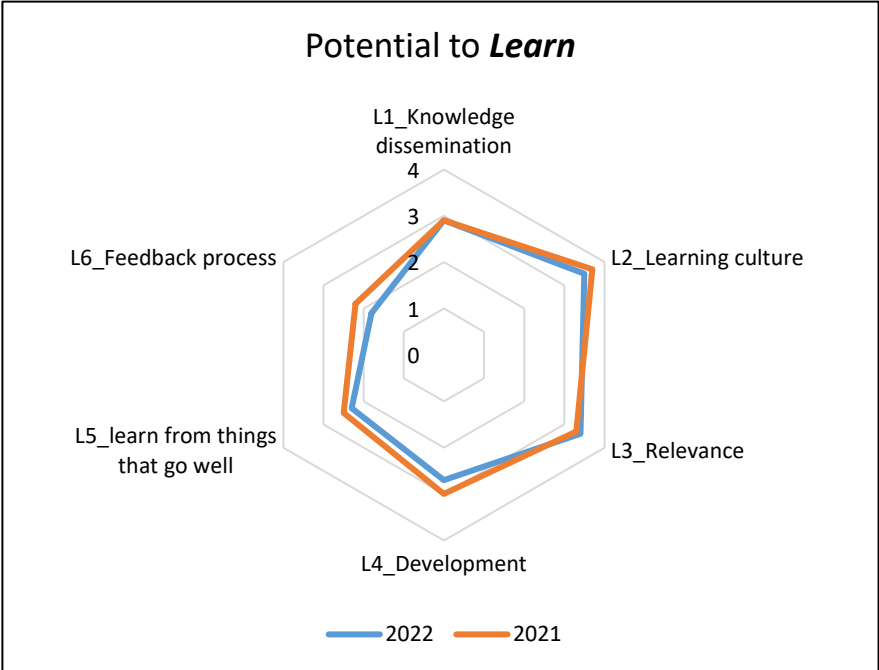 Potential to Learn
L1_Knowledge
dissemination
4
3
2
1
0
L2_Learning culture
L3_Relevance
L4_Development
L5_learn from things
that go well
L6_Feedback process
2022
2021